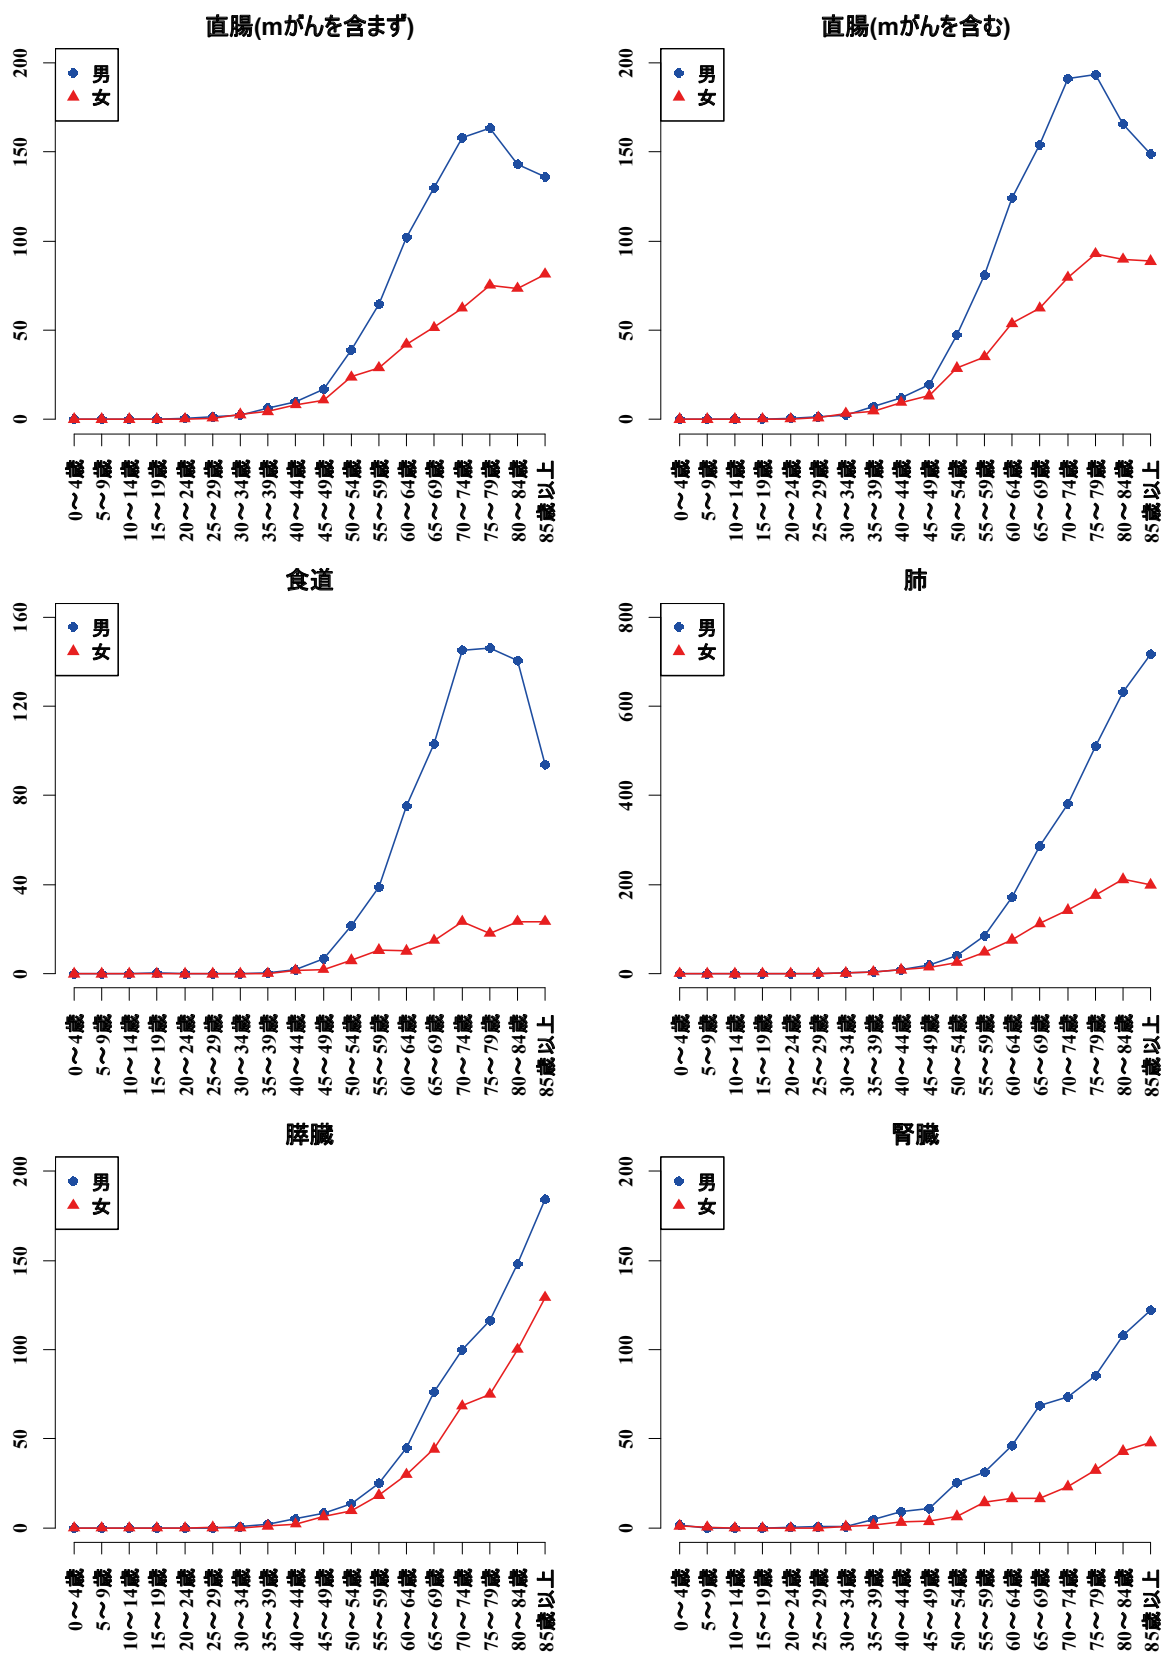 直腸(mがんを含まず)
200
150
100
50
0
男
女
0～4歳
5～9歳
10～14歳
15～19歳
20～24歳
25～29歳
30～34歳
35～39歳
40～44歳
45～49歳
50～54歳
55～59歳
60～64歳
65～69歳
70～74歳
75～79歳
80～84歳
85歳以上
直腸(mがんを含む)
200
150
100
50
0
男
女
0～4歳
5～9歳
10～14歳
15～19歳
20～24歳
25～29歳
30～34歳
35～39歳
40～44歳
45～49歳
50～54歳
55～59歳
60～64歳
65～69歳
70～74歳
75～79歳
80～84歳
85歳以上
食道
160
120
80
40
0
男
女
0～4歳
5～9歳
10～14歳
15～19歳
20～24歳
25～29歳
30～34歳
35～39歳
40～44歳
45～49歳
50～54歳
55～59歳
60～64歳
65～69歳
70～74歳
75～79歳
80～84歳
85歳以上
肺
800
600
400
200
0
男
女
0～4歳
5～9歳
10～14歳
15～19歳
20～24歳
25～29歳
30～34歳
35～39歳
40～44歳
45～49歳
50～54歳
55～59歳
60～64歳
65～69歳
70～74歳
75～79歳
80～84歳
85歳以上
膵臓
200
150
100
50
0
男
女
0～4歳
5～9歳
10～14歳
15～19歳
20～24歳
25～29歳
30～34歳
35～39歳
40～44歳
45～49歳
50～54歳
55～59歳
60～64歳
65～69歳
70～74歳
75～79歳
80～84歳
85歳以上
腎臓
200
150
100
50
0
男
女
0～4歳
5～9歳
10～14歳
15～19歳
20～24歳
25～29歳
30～34歳
35～39歳
40～44歳
45～49歳
50～54歳
55～59歳
60～64歳
65～69歳
70～74歳
75～79歳
80～84歳
85歳以上